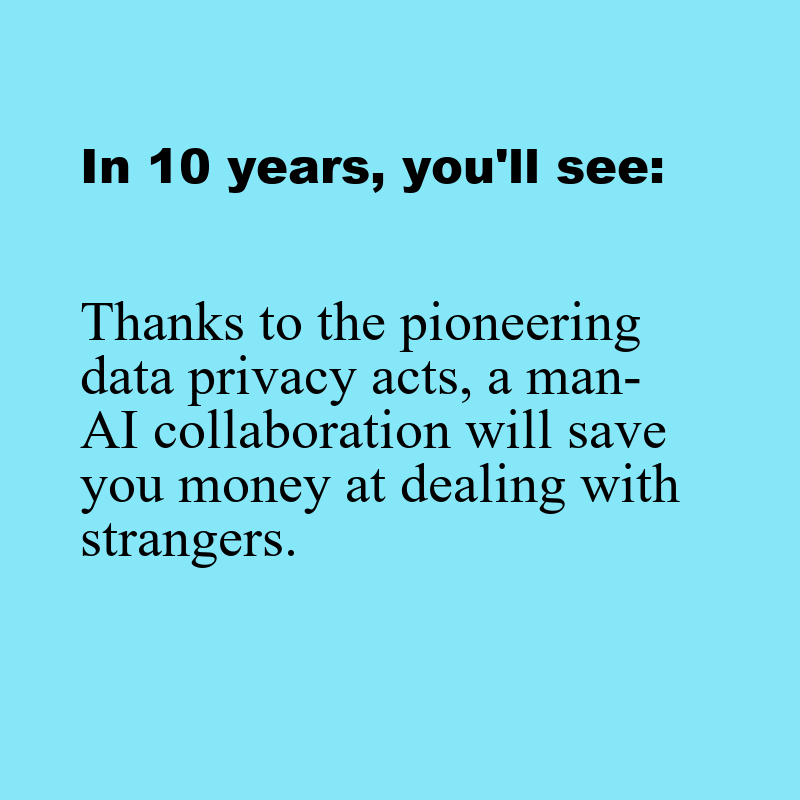 In 10 years, you'll see:
Thanks to the pioneering
data privacy acts, a man-
AI collaboration will save
you money at dealing with
strangers.